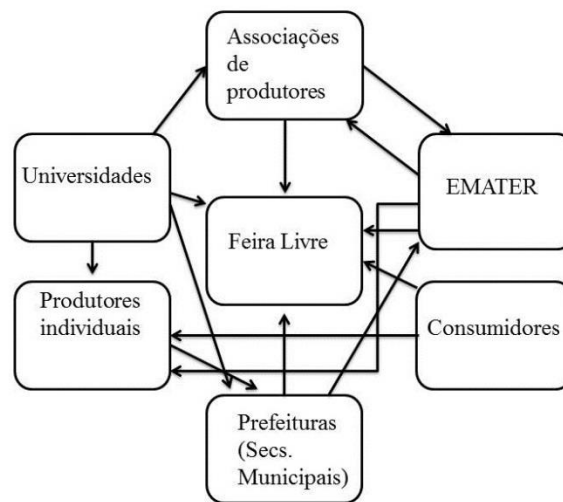 Associações
de
produtores
Universidades
EMATER
Feira Livre
Produtores
individuais
Consumidores
Prefeituras
(Secs.
Municipais)